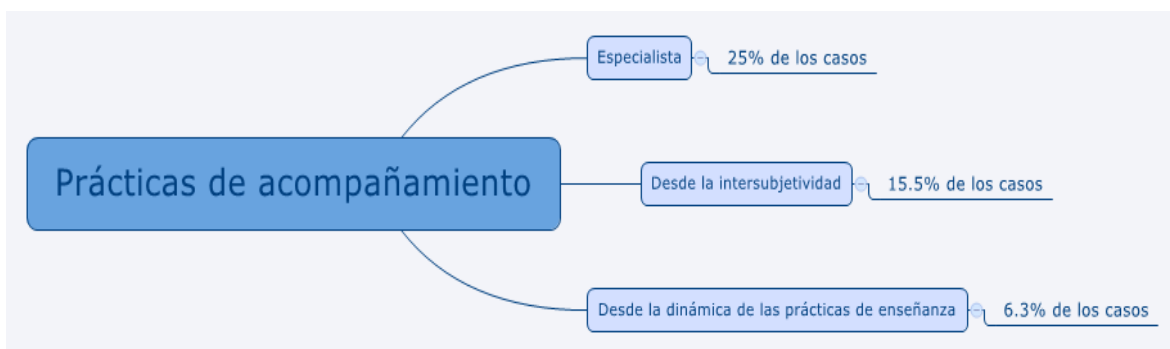 Especialista
25% de los casos
Prácticas de acompañamiento
Desde la intersubjetividad
15.5% de los casos
Desde la dinámica de las prácticas de enseñanza
6.3% de los casos